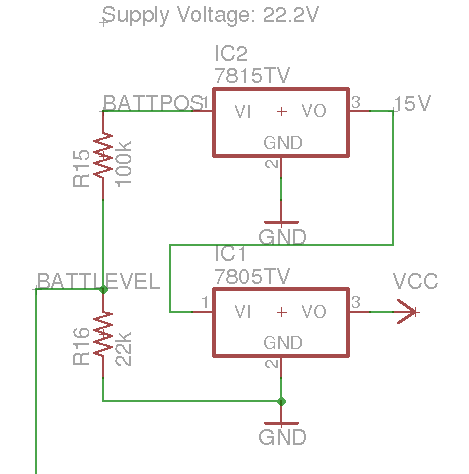 Supply Voltage: 22.2V
IC2
7815TV
BATTPOS
1
VI
VO
3
15V
GND
2
R15
100k
GND
IC1
7805TV
BATTLEVEL
VCC
1
VI
VO
3
GND
2
R16
22k
GND